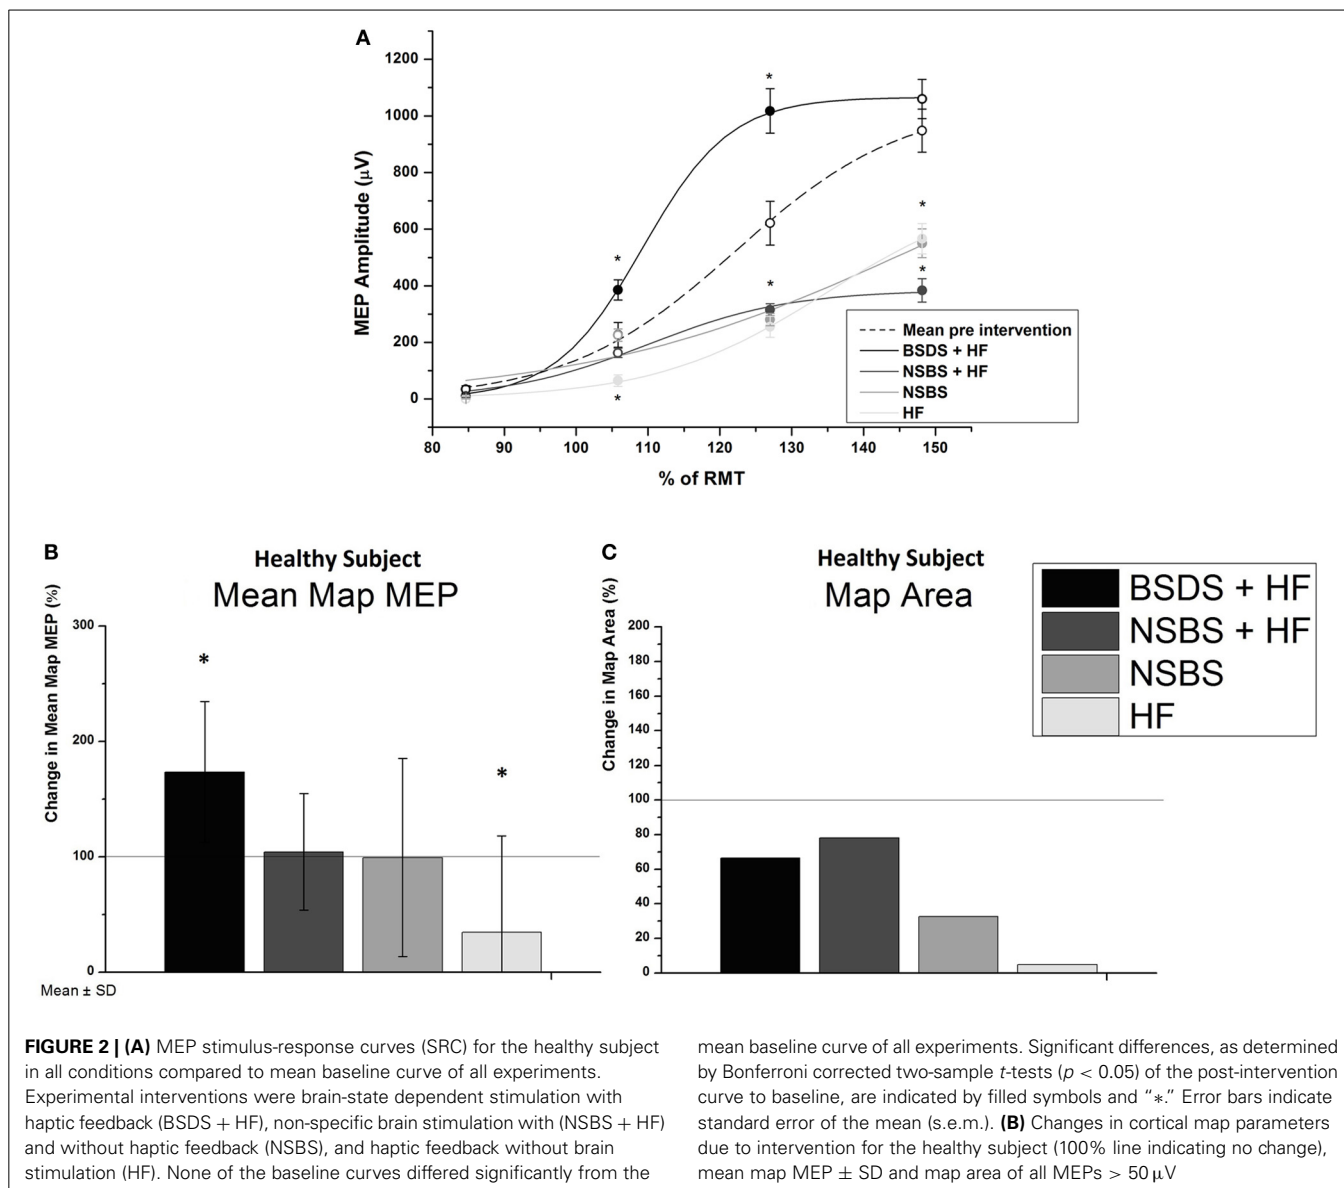 A
1200
1000
800
600
400
200
0
MEP Amplitude (μV)
*
*
*
*
*
*
Mean pre intervention
BSDS + HF
NSBS + HF
NSBS
HF
80 90 100 110 120 130 140 150
% of RMT
B
Healthy Subject
Mean Map MEP
Change in Mean Map MEP (%)
300
200
100
0
*
*
Mean ± SD
C
Healthy Subject
Map Area
Change in Map Area (%)
200
180
160
140
120
100
80
60
40
20
0
BSDS + HF
NSBS + HF
NSBS
HF
FIGURE 2 | (A) MEP stimulus-response curves (SRC) for the healthy subject
in all conditions compared to mean baseline curve of all experiments.
Experimental interventions were brain-state dependent stimulation with
haptic feedback (BSDS + HF), non-specific brain stimulation with (NSBS + HF)
and without haptic feedback (NSBS), and haptic feedback without brain
stimulation (HF). None of the baseline curves differed significantly from the
mean baseline curve of all experiments. Significant differences, as determined
by Bonferroni corrected two-sample t-tests (p < 0.05) of the post-intervention
curve to baseline, are indicated by filled symbols and “*.” Error bars indicate
standard error of the mean (s.e.m.). (B) Changes in cortical map parameters
due to intervention for the healthy subject (100% line indicating no change),
mean map MEP ± SD and map area of all MEPs > 50 μV